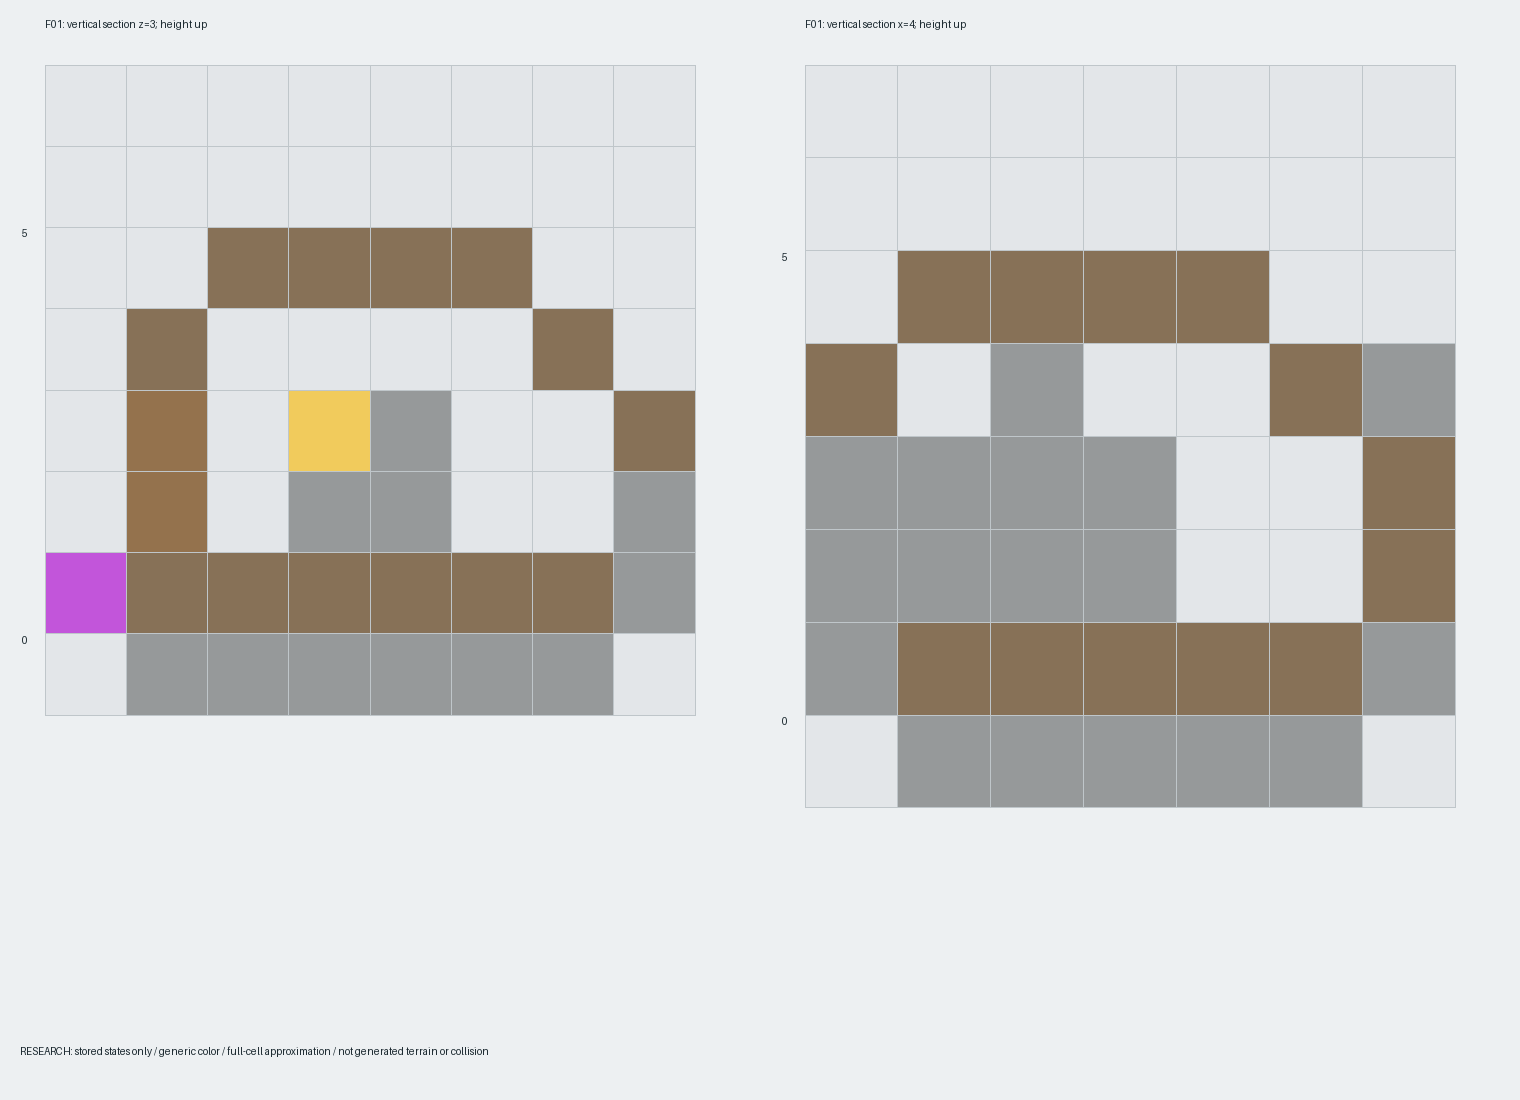 F01: vertical section z=3; height up
F01: vertical section x=4; height up
5
0
5
0
RESEARCH: stored states only / generic color / full-cell approximation / not generated terrain or collision